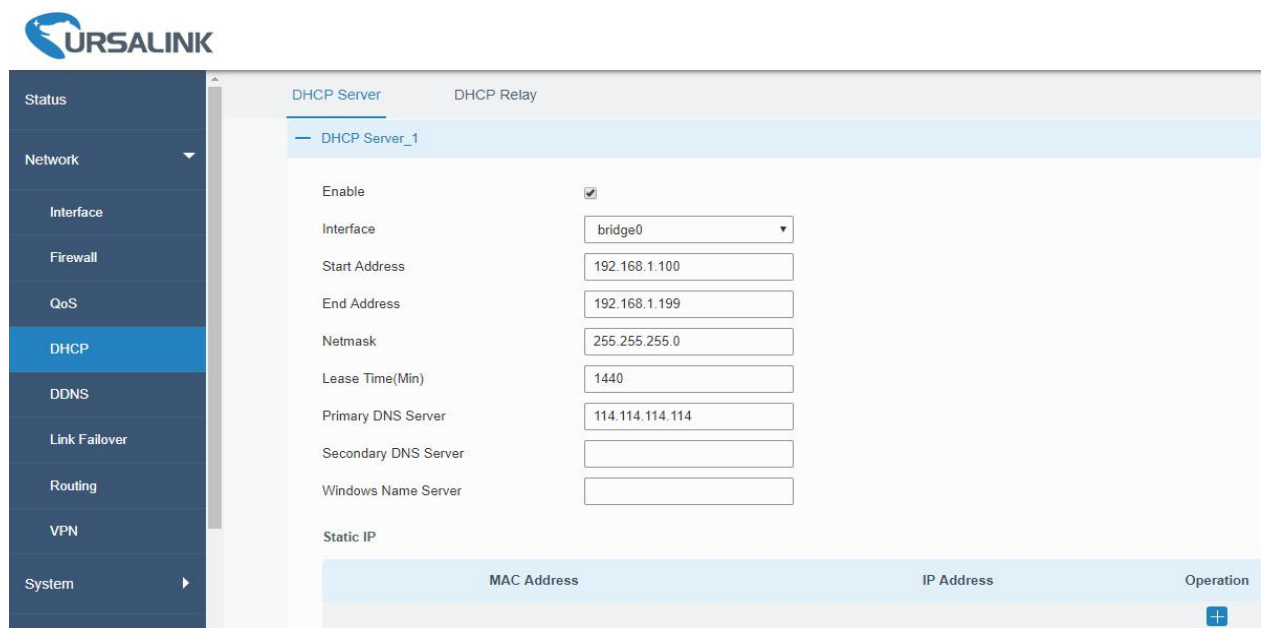 URSALINK
Status
Network
Interface
Firewall
QoS
DHCP
DDNS
Link Failover
Routing
VPN
System
DHCP Server DHCP Relay
DHCP Server_1
Enable
Interface bridge0
Start Address 192.168.1.100
End Address 192.168.1.199
Netmask 255.255.255.0
Lease Time(Min) 1440
Primary DNS Server 114.114.114.114
Secondary DNS Server
Windows Name Server
Static IP
MAC Address IP Address Operation